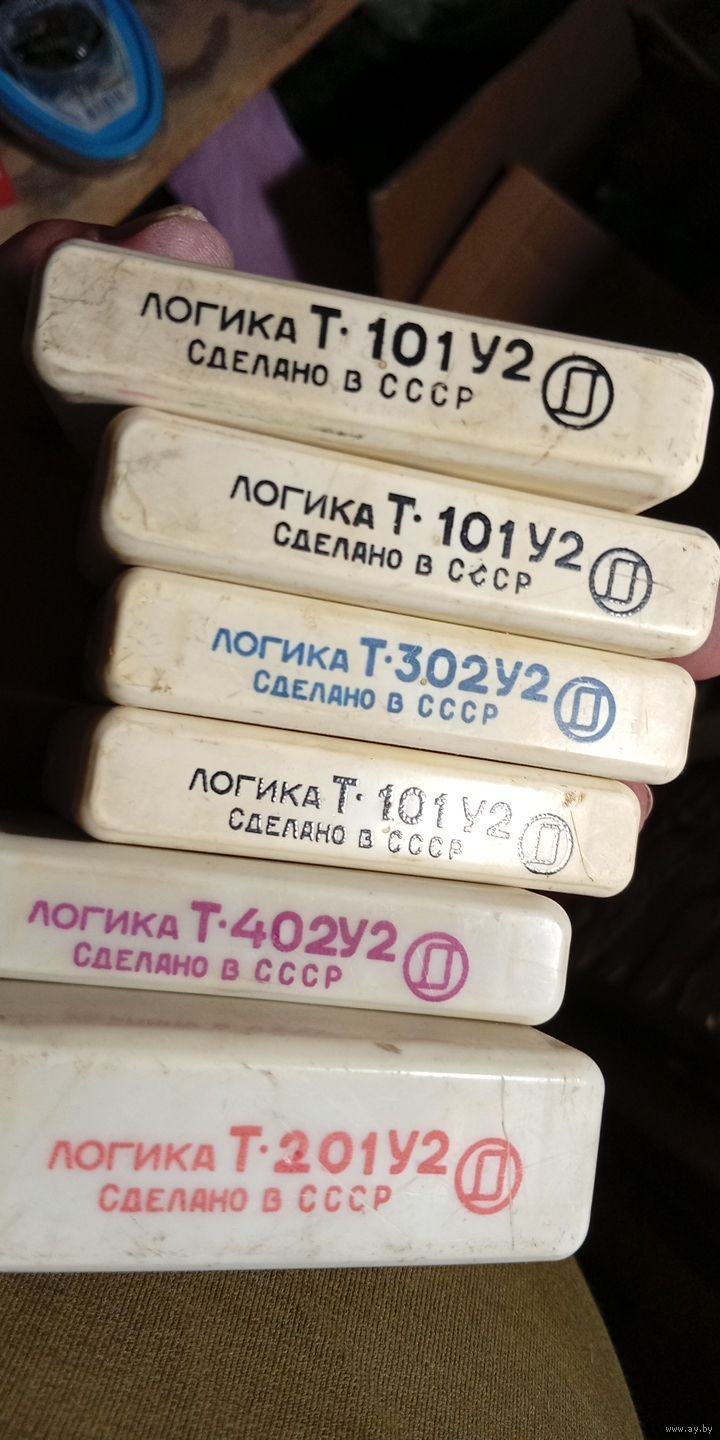 ЛОГИКА Т·101У2
СДЕЛАНО В СССР
ЛОГИКА Т·101У2
СДЕЛАНО В СССР
ЛОГИКА Т·302У2
СДЕЛАНО В СССР
ЛОГИКА Т·101У2
СДЕЛАНО В СССР
ЛОГИКА Т·402У2
СДЕЛАНО В СССР
ЛОГИКА Т·201У2
СДЕЛАНО В СССР
www.ay.by